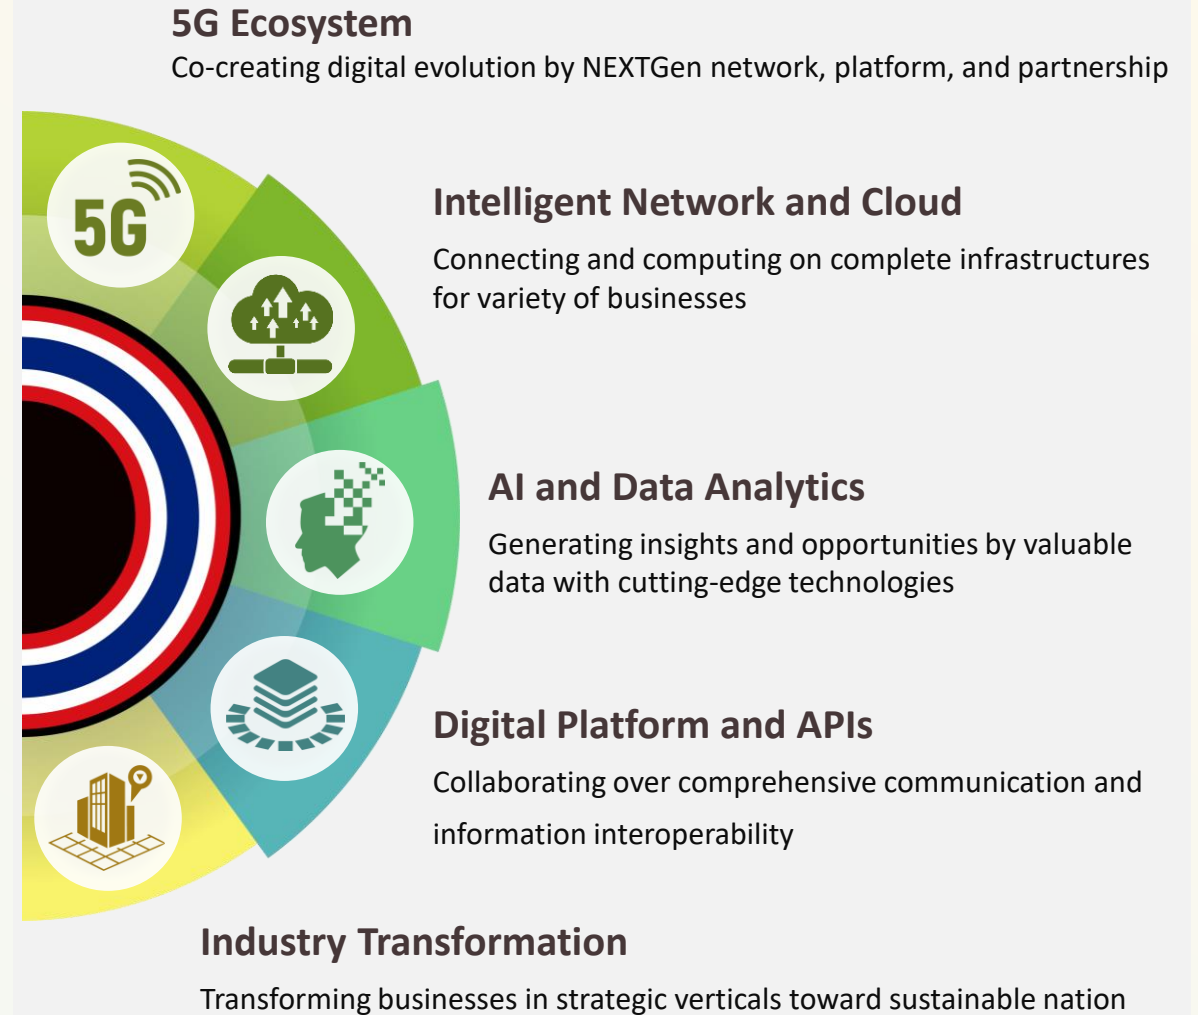 5G Ecosystem
Co-creating digital evolution by NEXTGen network, platform, and partnership
5G
Intelligent Network and Cloud
Connecting and computing on complete infrastructures
for variety of businesses
AI and Data Analytics
Generating insights and opportunities by valuable
data with cutting-edge technologies
Digital Platform and APIs
Collaborating over comprehensive communication and
information interoperability
Industry Transformation
Transforming businesses in strategic verticals toward sustainable nation